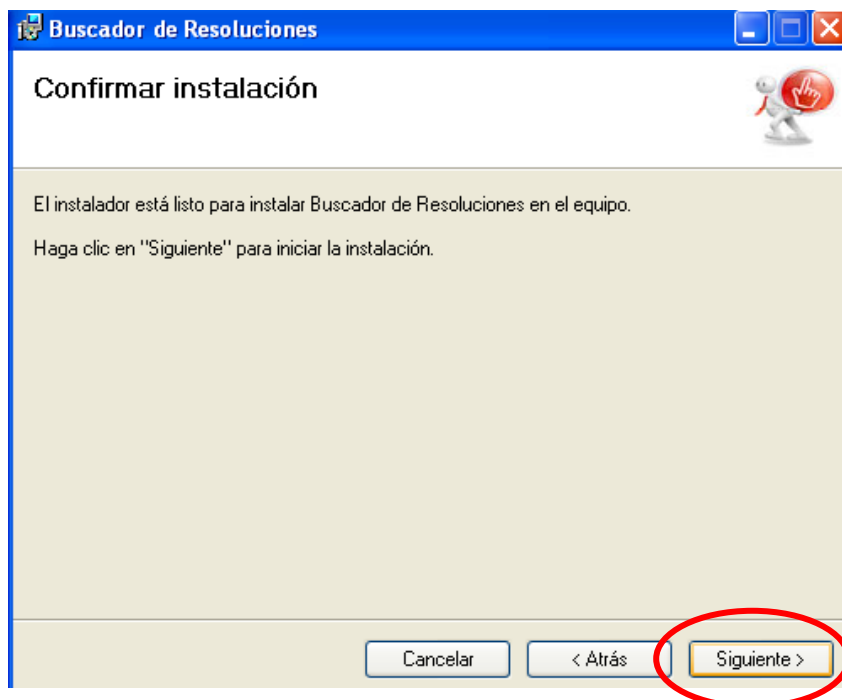 Buscador de Resoluciones
Confirmar instalación
El instalador está listo para instalar Buscador de Resoluciones en el equipo.
Haga clic en "Siguiente" para iniciar la instalación.
Cancelar
< Atrás
Siguiente >